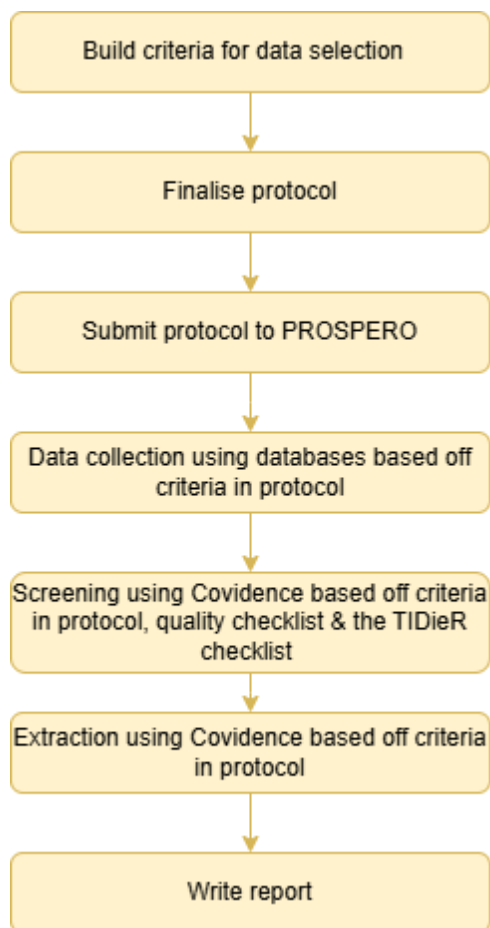 Build criteria for data selection
Finalise protocol
Submit protocol to PROSPERO
Data collection using databases based off
criteria in protocol
Screening using Covidence based off criteria
in protocol, quality checklist & the TIDieR
checklist
Extraction using Covidence based off criteria
in protocol
Write report